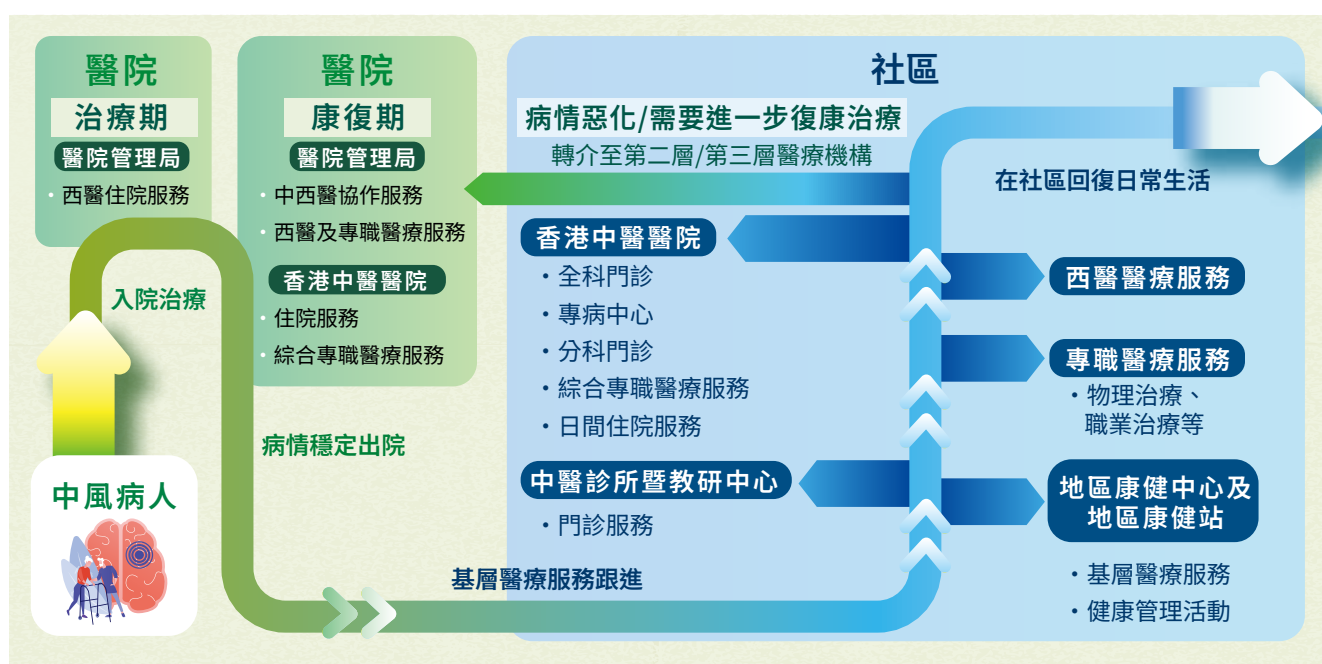 醫院
治療期
醫院管理局
· 西醫住院服務
入院治療
中風病人
醫院
康復期
醫院管理局
· 中西醫協作服務
· 西醫及專職醫療服務
香港中醫醫院
· 住院服務
· 綜合專職醫療服務
病情穩定出院
基層醫療服務跟進
社區
病情惡化/需要進一步復康治療
轉介至第二層/第三層醫療機構
香港中醫醫院
· 全科門診
· 專病中心
· 分科門診
· 綜合專職醫療服務
· 日間住院服務
中醫診所暨教研中心
· 門診服務
在社區回復日常生活
西醫醫療服務
專職醫療服務
· 物理治療、
職業治療等
地區康健中心及
地區康健站
· 基層醫療服務
· 健康管理活動